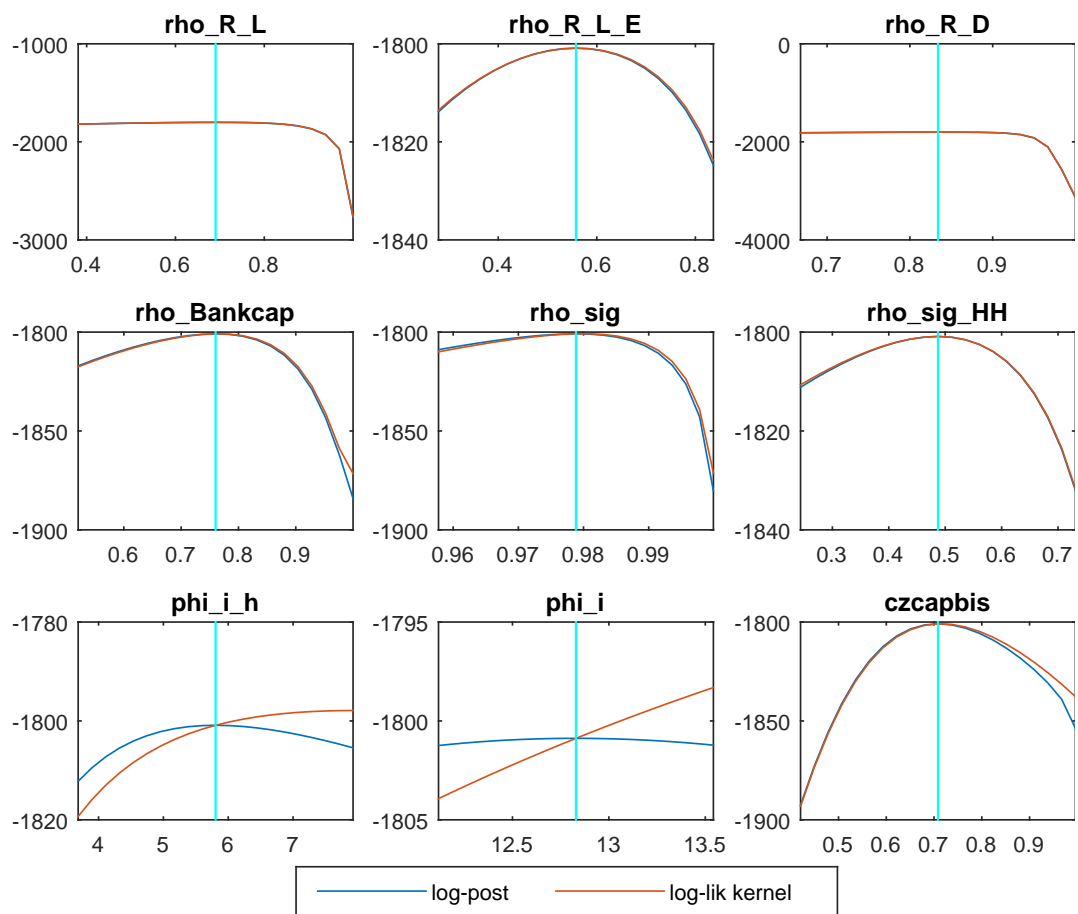 rho_R_L
-1000
-2000
-3000
0.4 0.6 0.8
rho_R_L_E
-1800
-1820
-1840
0.4 0.6 0.8
rho_R_D
0
-2000
-4000
0.7 0.8 0.9
rho_Bankcap
-1800
-1850
-1900
0.6 0.7 0.8 0.9
rho_sig
-1800
-1850
-1900
0.96 0.97 0.98 0.99
rho_sig_HH
-1800
-1820
-1840
0.3 0.4 0.5 0.6 0.7
phi_i_h
-1780
-1800
-1820
4 5 6 7
phi_i
-1795
-1800
-1805
12.5 13 13.5
czcapbis
-1800
-1850
-1900
0.5 0.6 0.7 0.8 0.9
log-post log-lik kernel